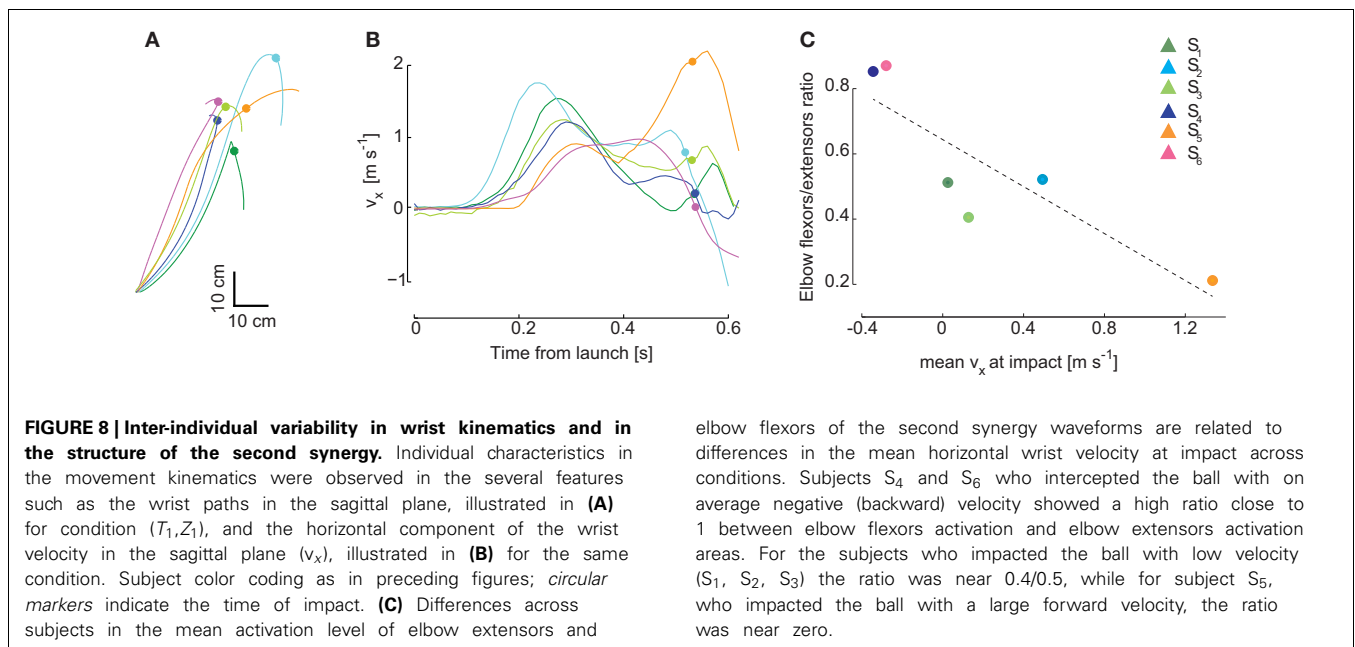 A
B
C
10 cm
10 cm
2
1
0
−1
v_x [m s⁻¹]
0
0.2
0.4
0.6
Time from launch [s]
0.8
0.6
0.4
0.2
Elbow flexors/extensors ratio
-0.4
0
0.4
0.8
1.2
mean v_x at impact [m s⁻¹]
S₁
S₂
S₃
S₄
S₅
S₆
FIGURE 8 | Inter-individual variability in wrist kinematics and in
the structure of the second synergy. Individual characteristics in
the movement kinematics were observed in the several features
such as the wrist paths in the sagittal plane, illustrated in (A)
for condition (T₁,Z₁), and the horizontal component of the wrist
velocity in the sagittal plane (v_x), illustrated in (B) for the same
condition. Subject color coding as in preceding figures; circular
markers indicate the time of impact. (C) Differences across
subjects in the mean activation level of elbow extensors and
elbow flexors of the second synergy waveforms are related to
differences in the mean horizontal wrist velocity at impact across
conditions. Subjects S₄ and S₆ who intercepted the ball with on
average negative (backward) velocity showed a high ratio close to
1 between elbow flexors activation and elbow extensors activation
areas. For the subjects who impacted the ball with low velocity
(S₁, S₂, S₃) the ratio was near 0.4/0.5, while for subject S₅,
who impacted the ball with a large forward velocity, the ratio
was near zero.